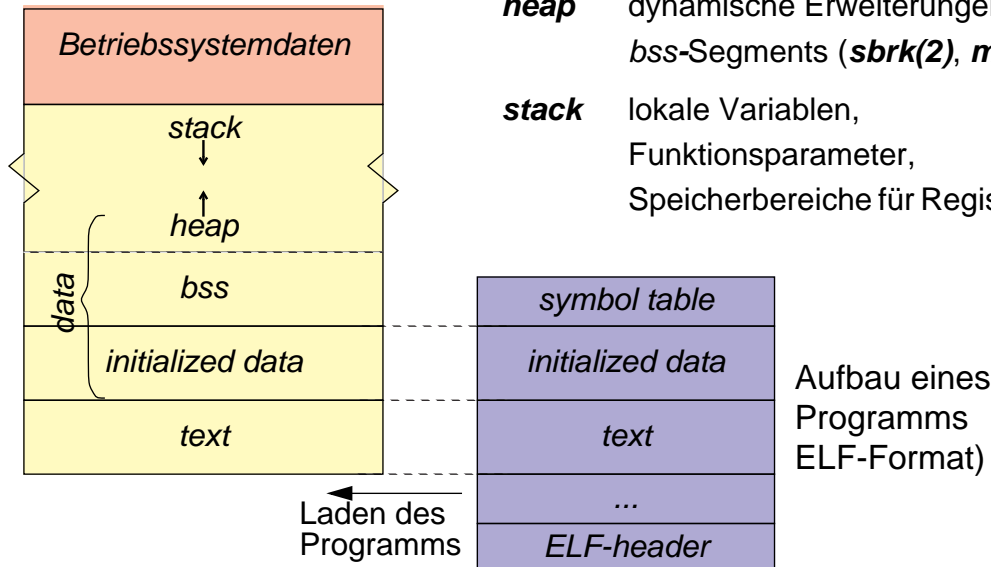 heap dynamische Erweiterungen
bss-Segments (sbrk(2),
stack lokale Variablen,
Funktionsparameter,
Speicherbereiche für
Betriebssystemdaten
stack
heap
bss
data
initialized data
text
symbol table
initialized data
text
...
ELF-header
Aufbau eines
Programms
ELF-Format)
Laden des
Programms